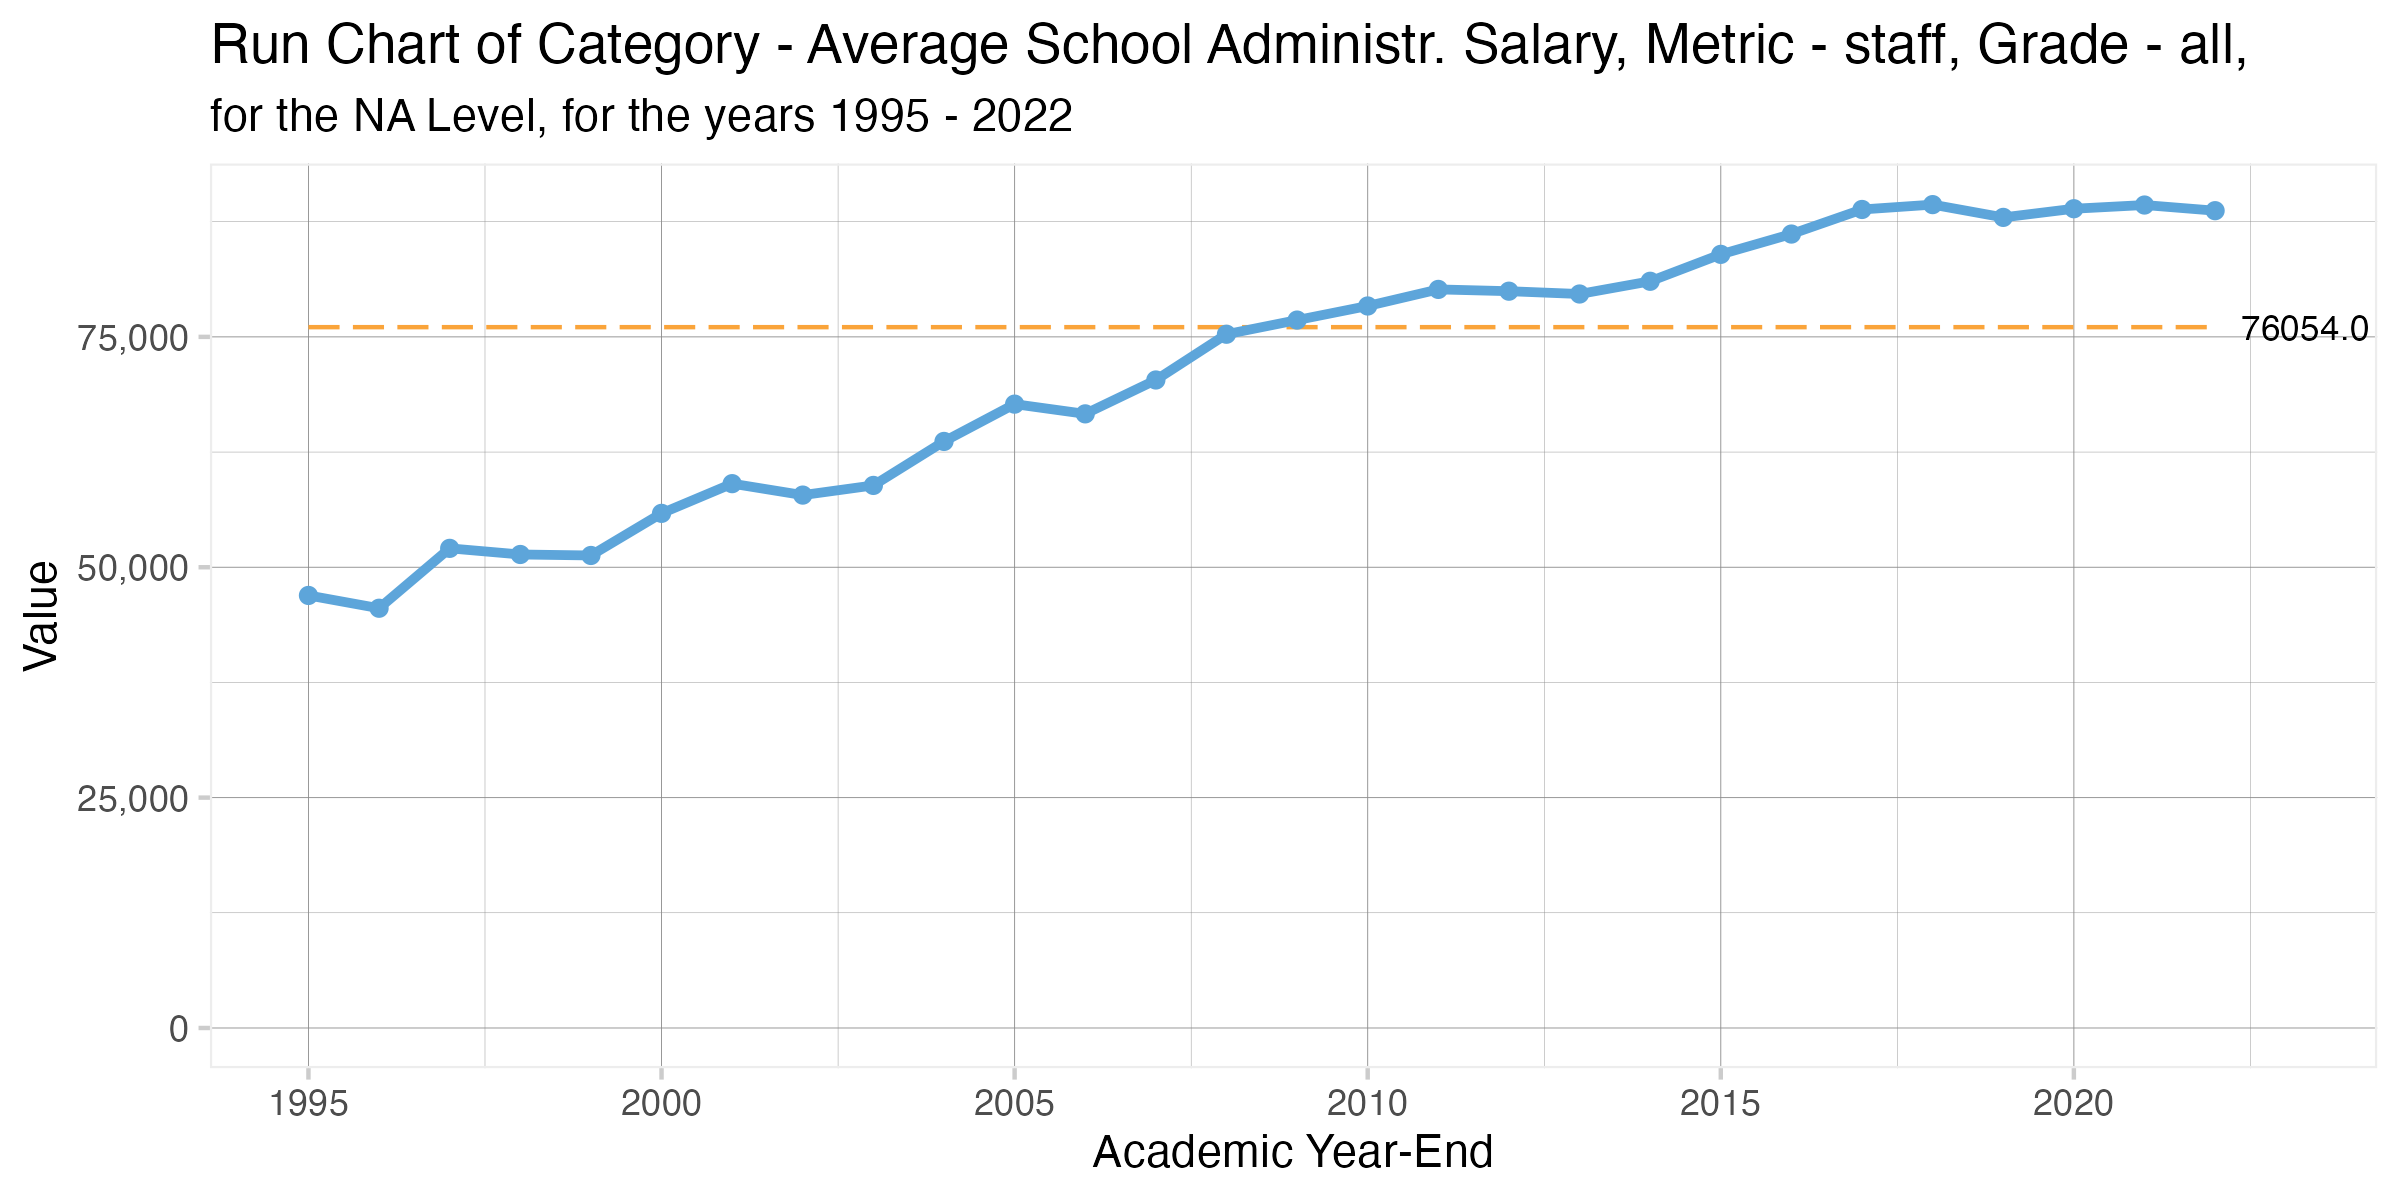 Run Chart of Category - Average School Administr. Salary, Metric - staff, Grade - all,
for the NA Level, for the years 1995 - 2022
Value
75,000
50,000
25,000
0
76054.0
1995 2000 2005 2010 2015 2020
Academic Year-End